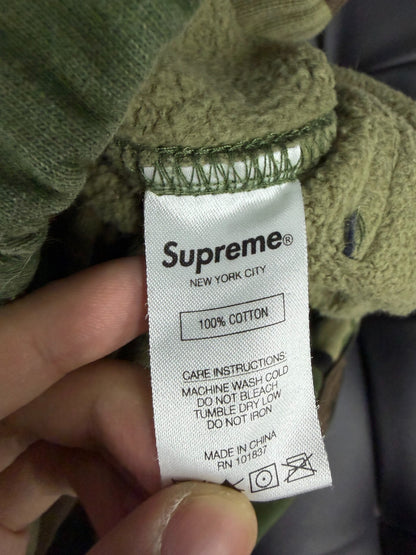 Supreme®
NEW YORK CITY
100% COTTON
CARE INSTRUCTIONS
MACHINE WASH COLD
DO NOT BLEACH
TUMBLE DRY LOW
DO NOT IRON
MADE IN CHINA
RN 101837